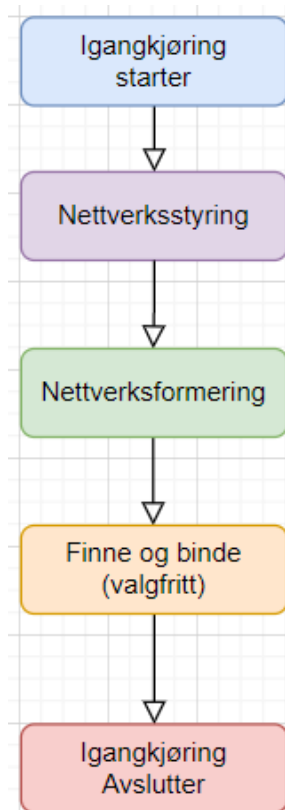 Igangkjøring
starter
Nettverksstyring
Nettverksformering
Finne og binde
(valgfritt)
Igangkjøring
Avslutter